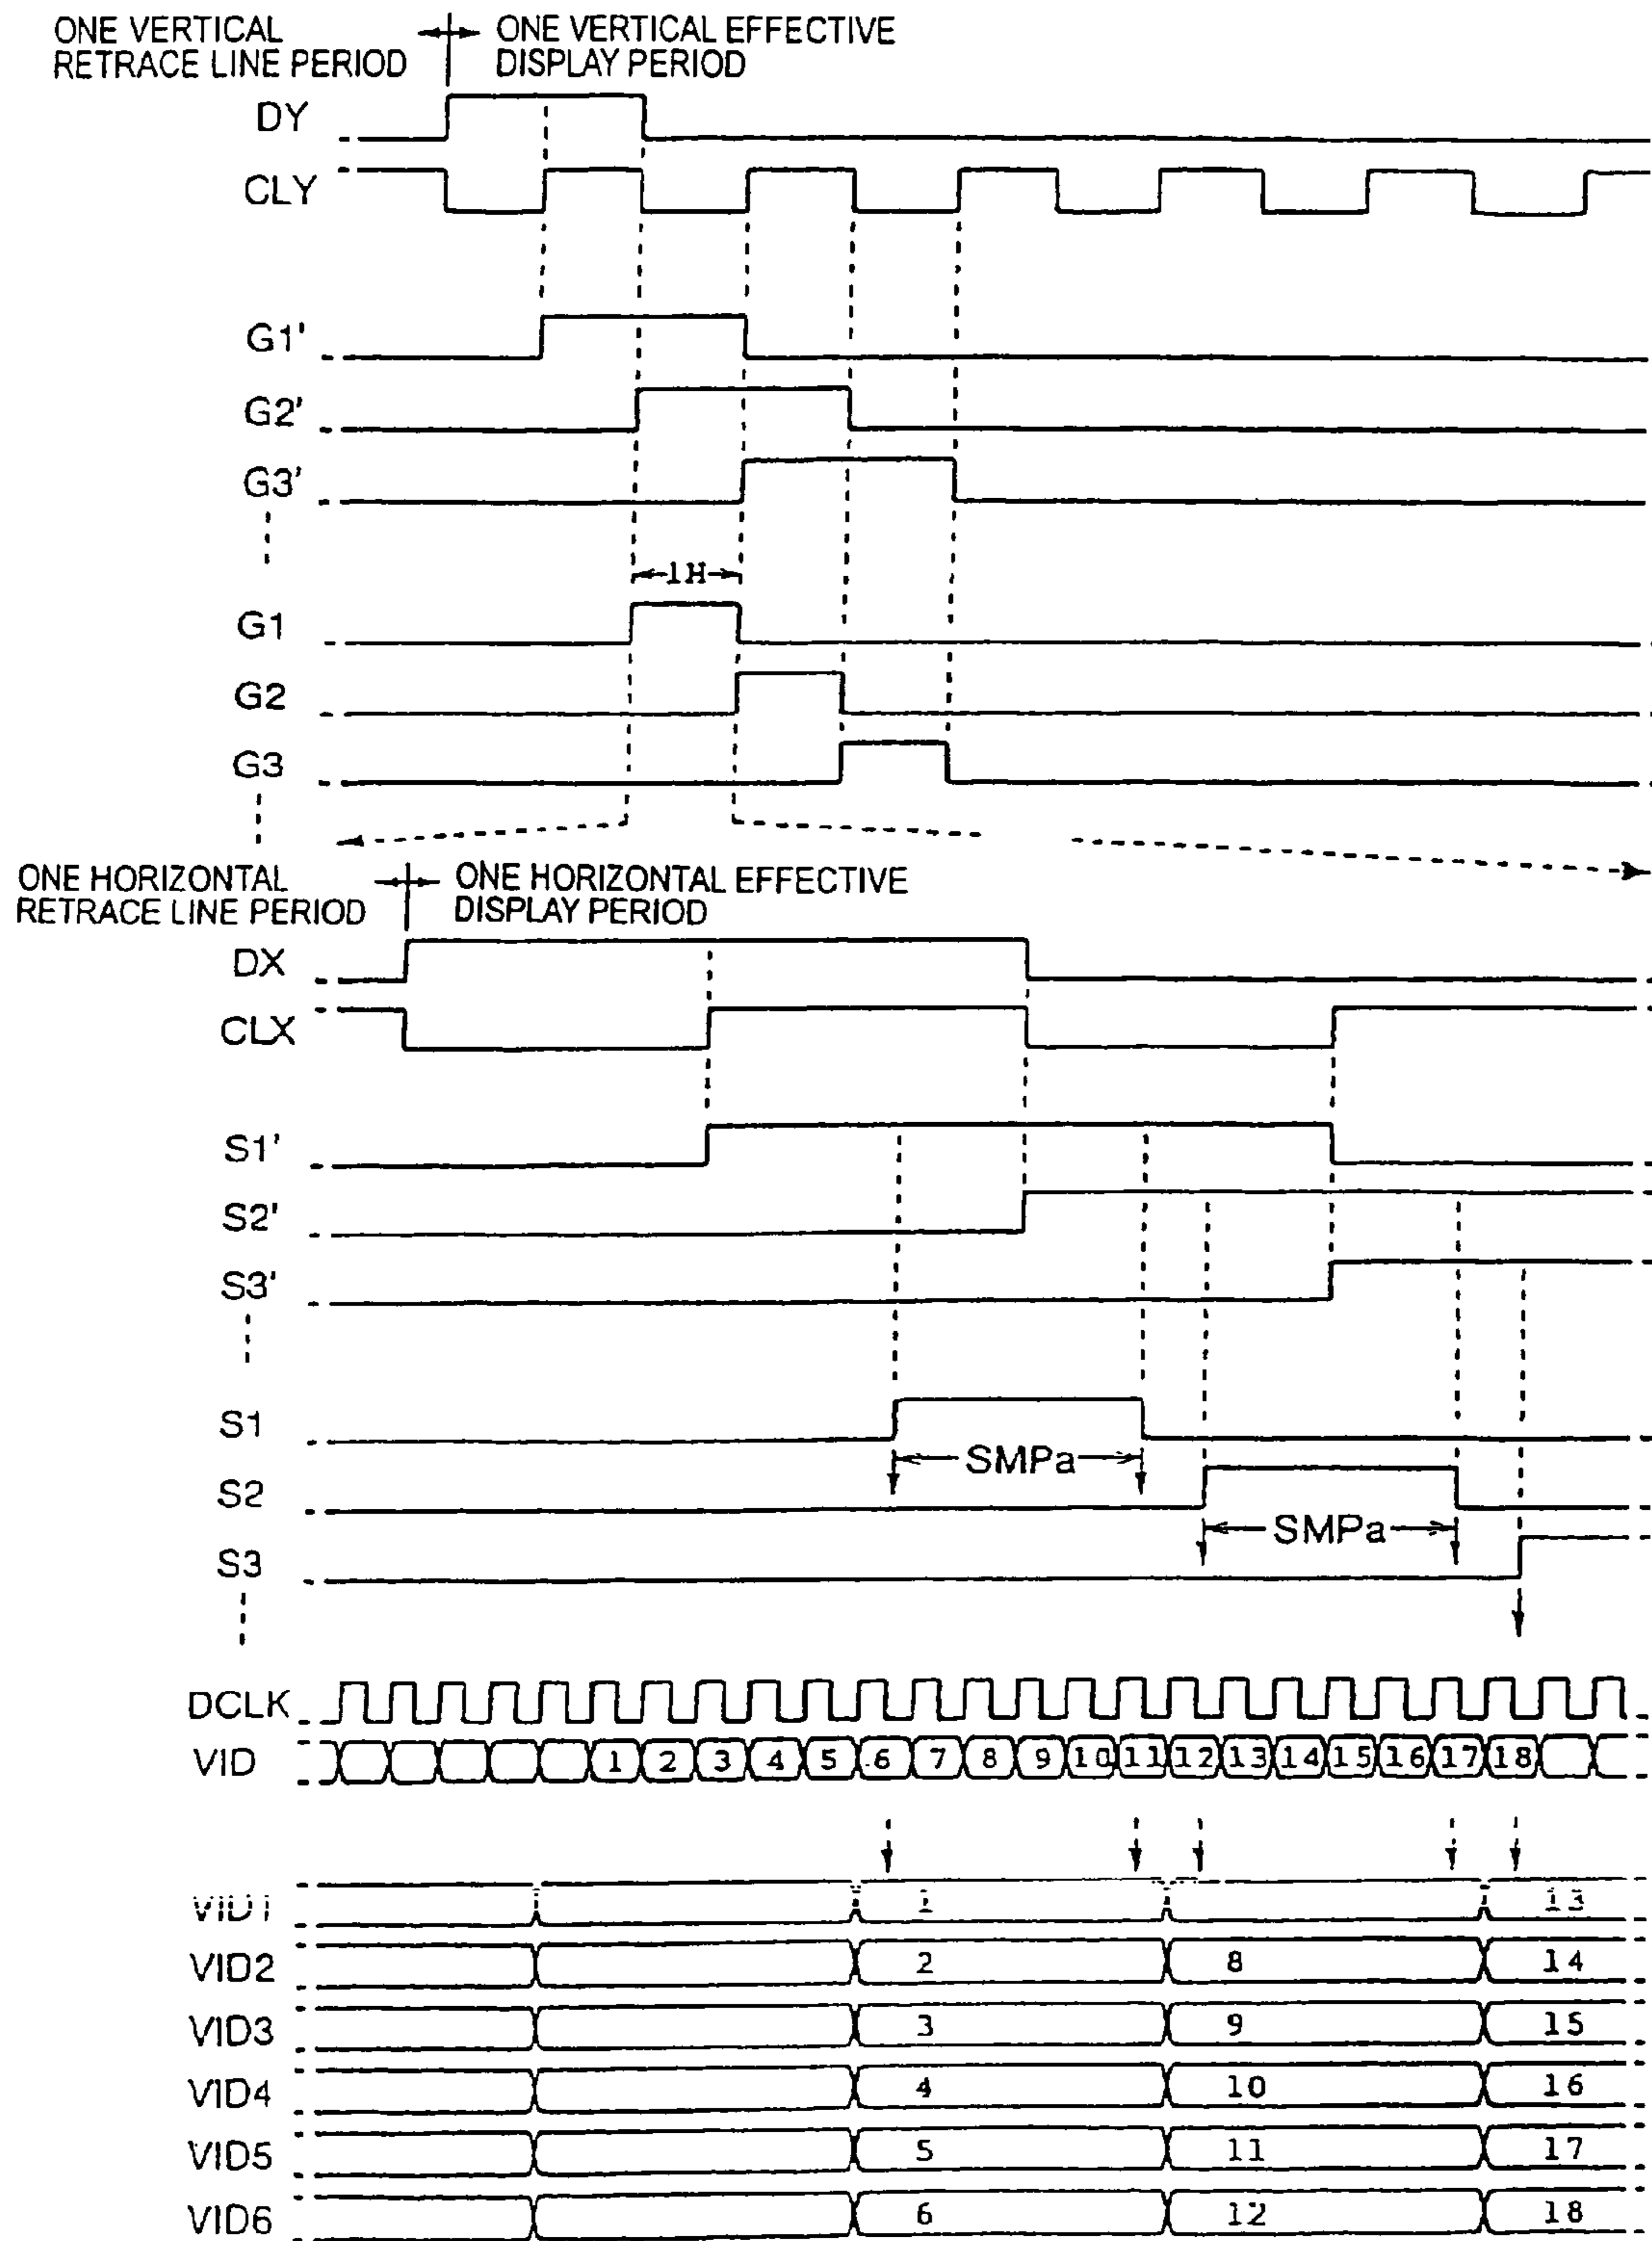 ONE VERTICAL
RETRACE LINE PERIOD
ONE VERTICAL EFFECTIVE
DISPLAY PERIOD
DY
CLY
G1'
G2'
G3'
1H
G1
G2
G3
ONE HORIZONTAL
RETRACE LINE PERIOD
ONE HORIZONTAL EFFECTIVE
DISPLAY PERIOD
DX
CLX
S1'
S2'
S3'
S1
SMPa
S2
SMPa
S3
DCLK
VID 1 2 3 4 5 6 7 8 9 10 11 12 13 14 15 16 17 18
VID1 1 13
VID2 2 8 14
VID3 3 9 15
VID4 4 10 16
VID5 5 11 17
VID6 6 12 18